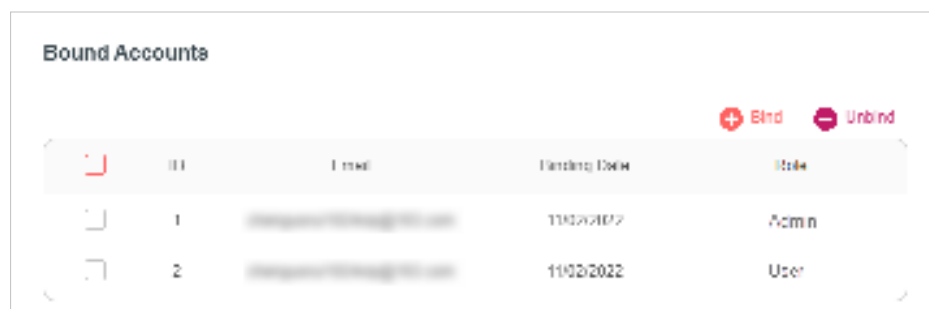 Bound Accounts
Bind Unbind
ID Email Binding Date Role
1 11/02/2022 Admin
2 11/02/2022 User